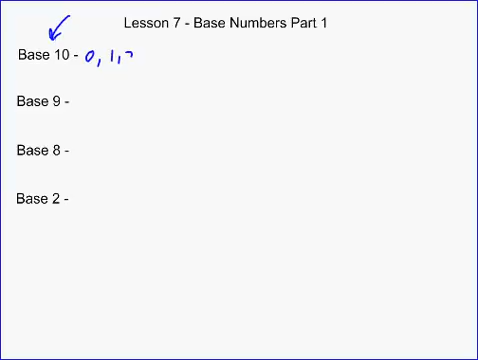 Lesson 7 - Base Numbers Part 1
Base 10 - 0, 1,
Base 9 -
Base 8 -
Base 2 -